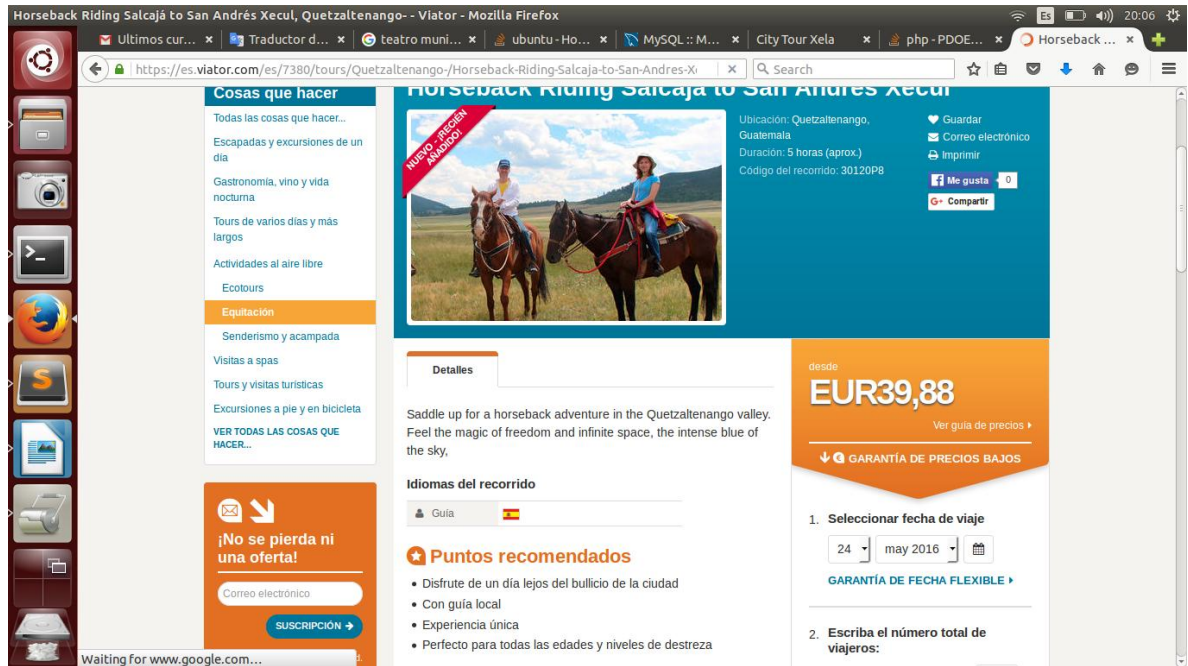 Horseback Riding Salcajá to San Andrés Xecul, Quetzaltenango-- Viator - Mozilla Firefox
Es
20:06
Ultimos cur...
Traductor d...
teatro muni...
ubuntu - Ho...
MySQL :: M...
City Tour Xela
php - PDOE...
Horseback ...
https://es.viator.com/es/7380/tours/Quetzaltenango-/Horseback-Riding-Salcaja-to-San-Andres-X
Search
Cosas que hacer
Todas las cosas que hacer...
Escapadas y excursiones de un
día
Gastronomía, vino y vida
nocturna
Tours de varios días y más
largos
Actividades al aire libre
Ecotours
Equitación
Senderismo y acampada
Visitas a spas
Tours y visitas turísticas
Excursiones a pie y en bicicleta
VER TODAS LAS COSAS QUE
HACER...
¡No se pierda ni
una oferta!
Correo electrónico
SUSCRIPCIÓN
d.
Waiting for www.google.com...
Horseback Riding Salcajá to San Andrés Xecul
NUEVO - ¡RECIÉN
AÑADIDO!
Ubicación: Quetzaltenango,
Guatemala
Duración: 5 horas (aprox.)
Código del recorrido: 30120P8
Guardar
Correo electrónico
Imprimir
Me gusta 0
G+ Compartir
Detalles
Saddle up for a horseback adventure in the Quetzaltenango valley.
Feel the magic of freedom and infinite space, the intense blue of
the sky,
Idiomas del recorrido
Guía
Puntos recomendados
• Disfrute de un día lejos del bullicio de la ciudad
• Con guía local
• Experiencia única
• Perfecto para todas las edades y niveles de destreza
desde
EUR39,88
Ver guía de precios
GARANTÍA DE PRECIOS BAJOS
1. Seleccionar fecha de viaje
24 may 2016
GARANTÍA DE FECHA FLEXIBLE
2. Escriba el número total de
viajeros: